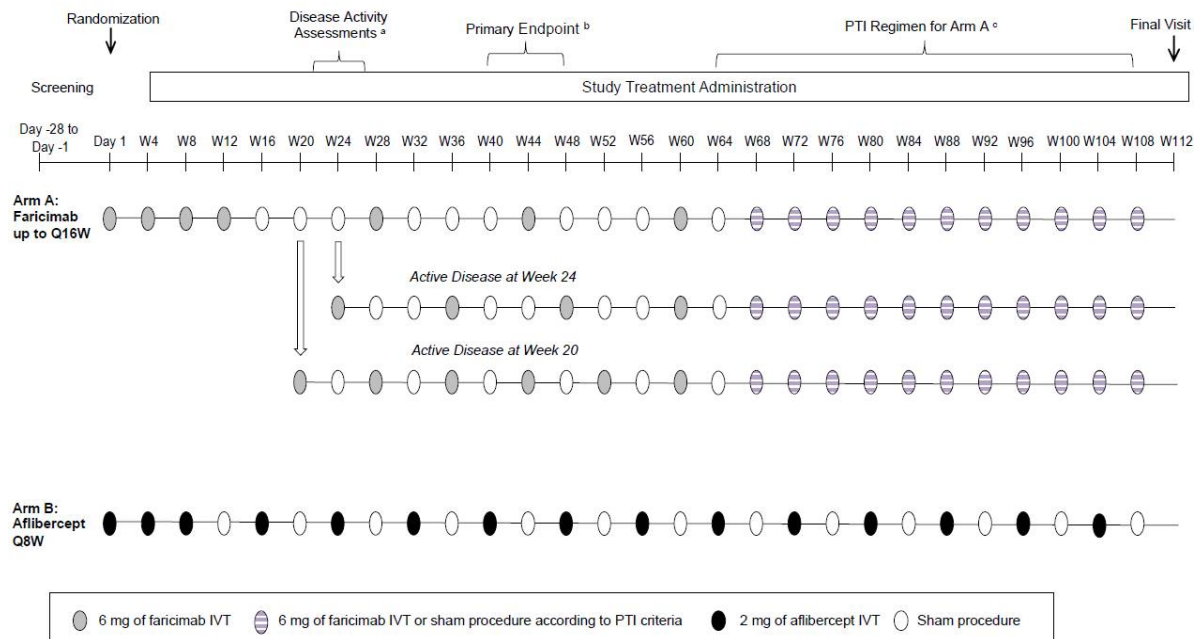 Randomization
Disease Activity
Assessments a
Primary Endpoint b
PTI Regimen for Arm A c
Final Visit
Screening
Study Treatment Administration
Day -28 to
Day -1
Day 1 W4 W8 W12 W16 W20 W24 W28 W32 W36 W40 W44 W48 W52 W56 W60 W64 W68 W72 W76 W80 W84 W88 W92 W96 W100 W104 W108 W112
Arm A:
Faricimab
up to Q16W
Active Disease at Week 24
Active Disease at Week 20
Arm B:
Aflibercept
Q8W
6 mg of faricimab IVT 6 mg of faricimab IVT or sham procedure according to PTI criteria 2 mg of aflibercept IVT Sham procedure